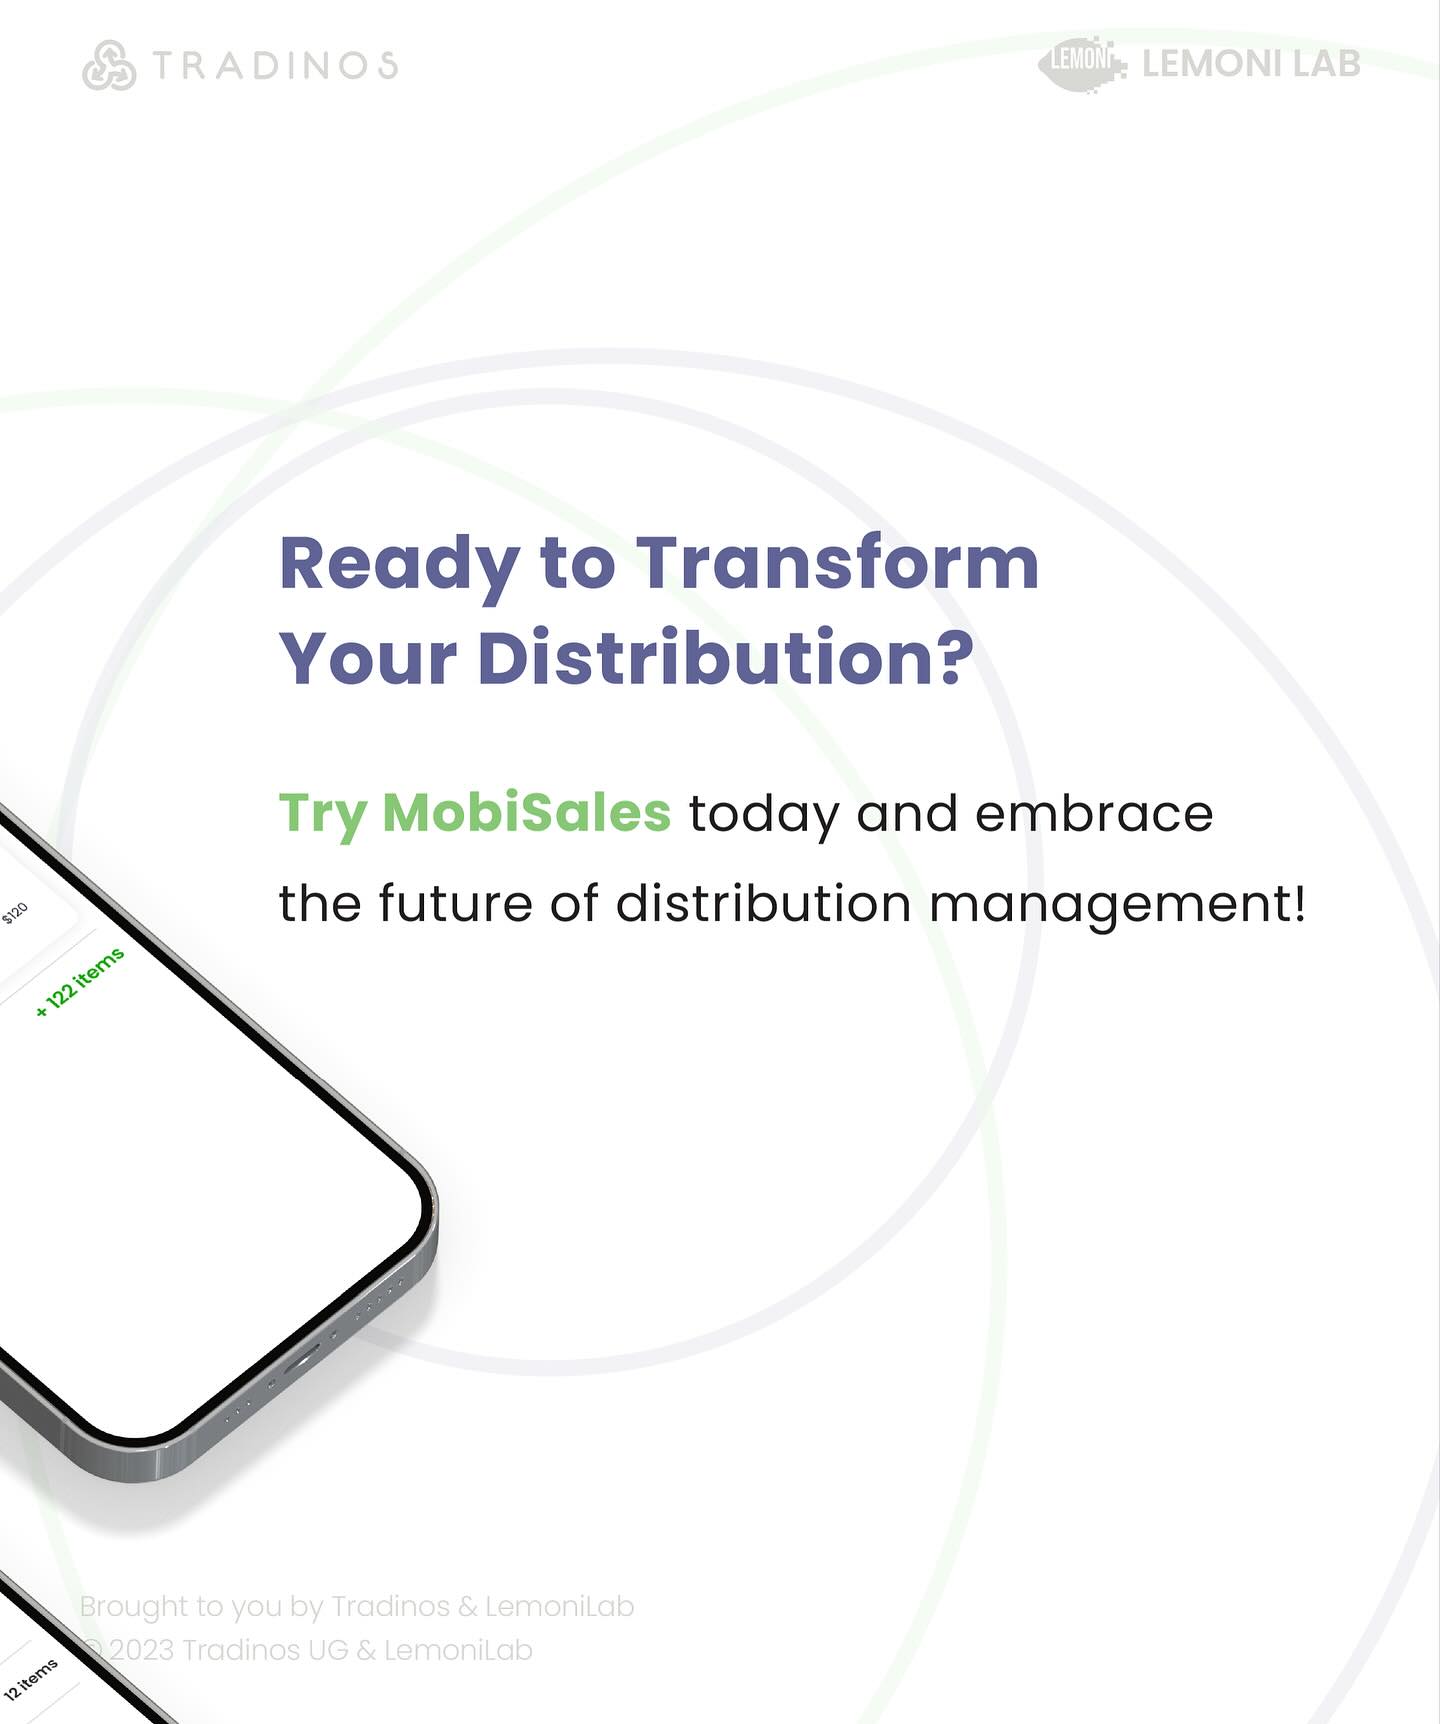 TRADINOS
LEMONI LEMONI LAB
Ready to Transform
Your Distribution?
Try MobiSales today and embrace
the future of distribution management!
$120
+ 122 items
Brought to you by Tradinos & LemoniLab
© 2023 Tradinos UG & LemoniLab
12 items